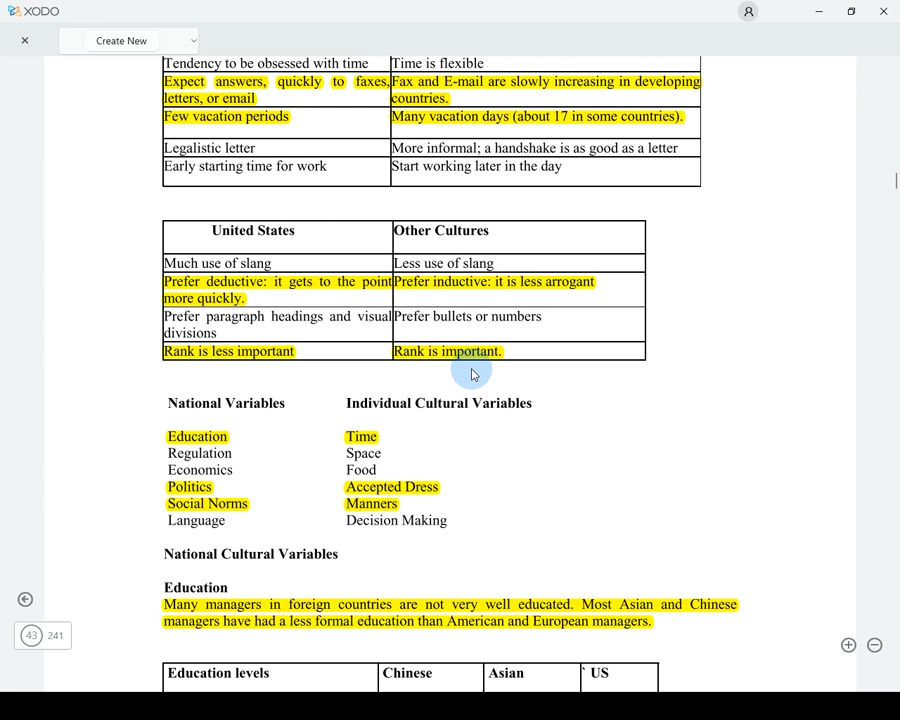 XODO
Create New
Tendency to be obsessed with time Time is flexible
Expect answers, quickly to faxes, Fax and E-mail are slowly increasing in developing
letters, or email countries.
Few vacation periods Many vacation days (about 17 in some countries).
Legalistic letter More informal; a handshake is as good as a letter
Early starting time for work Start working later in the day
United States Other Cultures
Much use of slang Less use of slang
Prefer deductive: it gets to the point Prefer inductive: it is less arrogant
more quickly.
Prefer paragraph headings and visual Prefer bullets or numbers
divisions
Rank is less important Rank is important.
National Variables Individual Cultural Variables
Education Time
Regulation Space
Economics Food
Politics Accepted Dress
Social Norms Manners
Language Decision Making
National Cultural Variables
Education
Many managers in foreign countries are not very well educated. Most Asian and Chinese
managers have had a less formal education than American and European managers.
43 241
Education levels Chinese Asian ` US